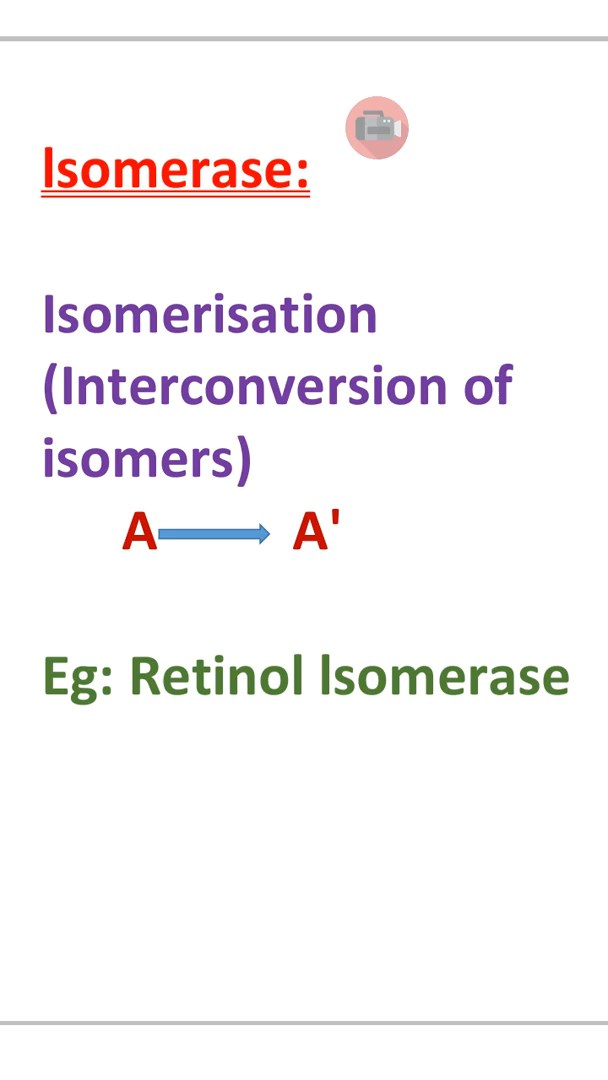 Isomerase:
Isomerisation
(Interconversion of
isomers)
A A'
Eg: Retinol Isomerase